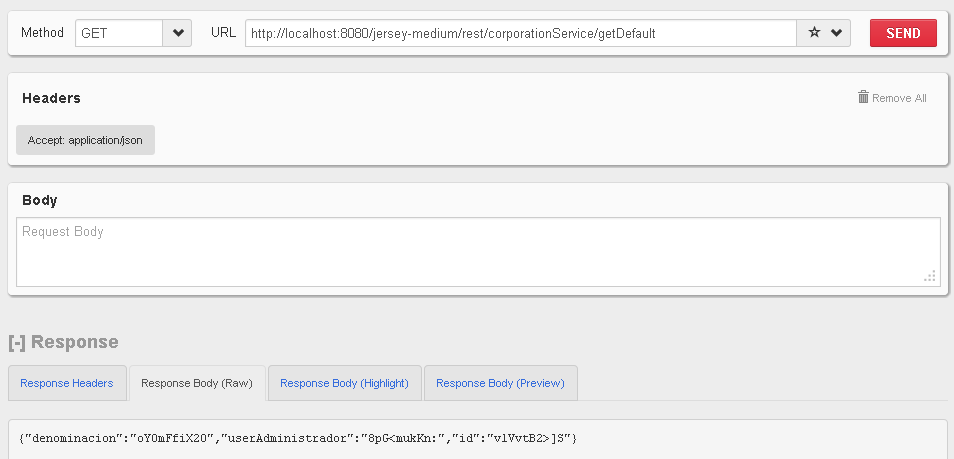 Method GET URL http://localhost:8080/jersey-medium/rest/corporationService/getDefault SEND
Headers Remove All
Accept: application/json
Body
Request Body
[-] Response
Response Headers Response Body (Raw) Response Body (Highlight) Response Body (Preview)
{"denominacion":"oY0mFfiX20","userAdministrador":"8pG<mukKn:","id":"vlVvtB2>]S"}